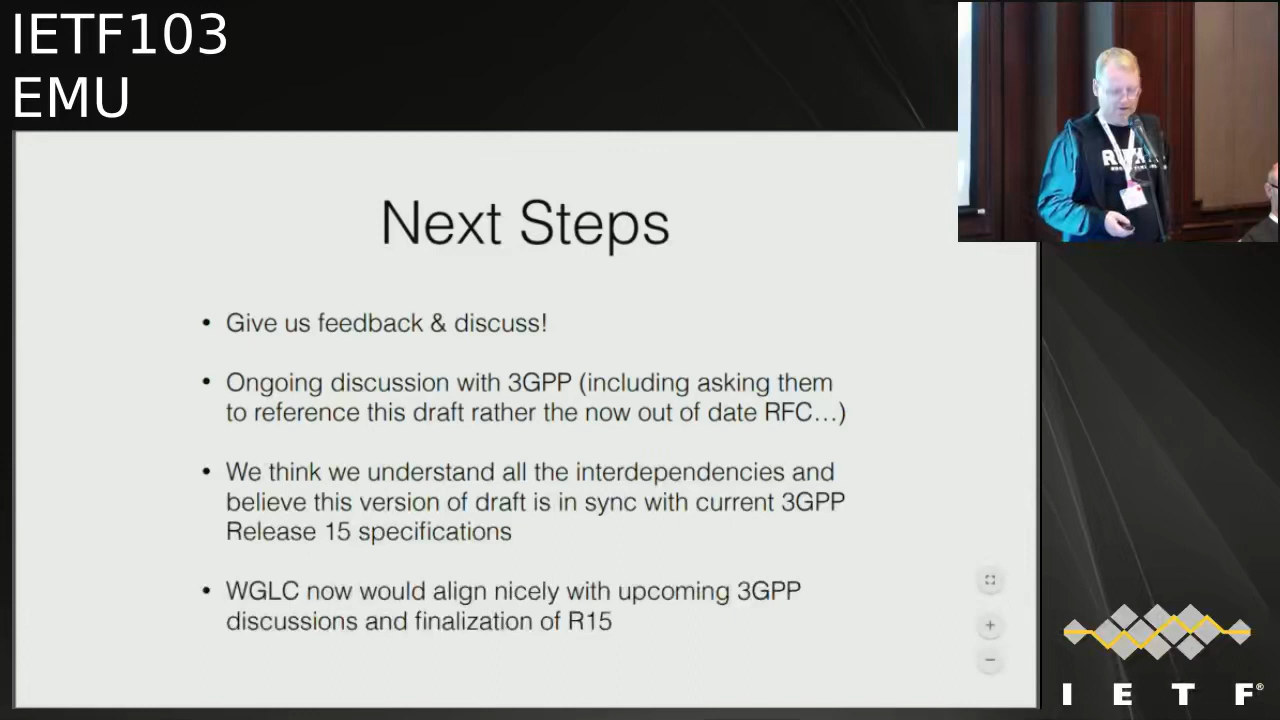 IETF103
EMU
Next Steps
• Give us feedback & discuss!
• Ongoing discussion with 3GPP (including asking them
to reference this draft rather the now out of date RFC…)
• We think we understand all the interdependencies and
believe this version of draft is in sync with current 3GPP
Release 15 specifications
• WGLC now would align nicely with upcoming 3GPP
discussions and finalization of R15
I E T F®